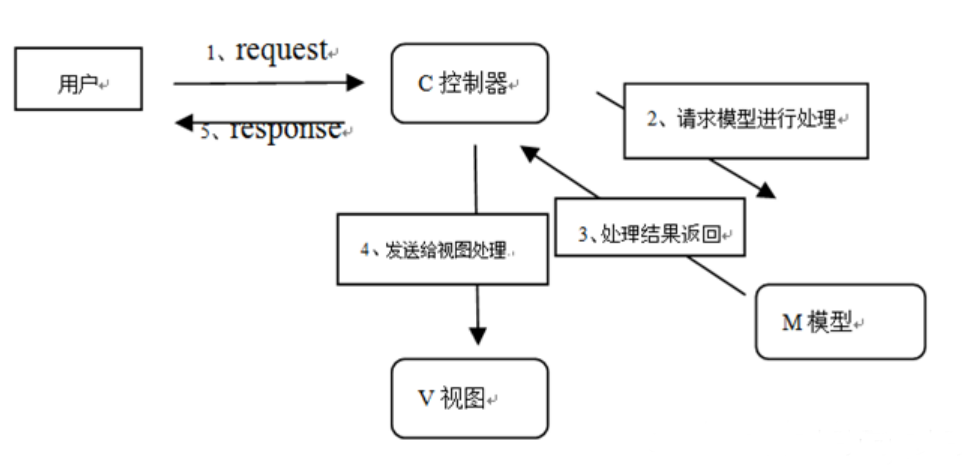 1、request
用户
C 控制器
2、请求模型进行处理
5、response
3、处理结果返回
4、发送给视图处理
M 模型
V 视图